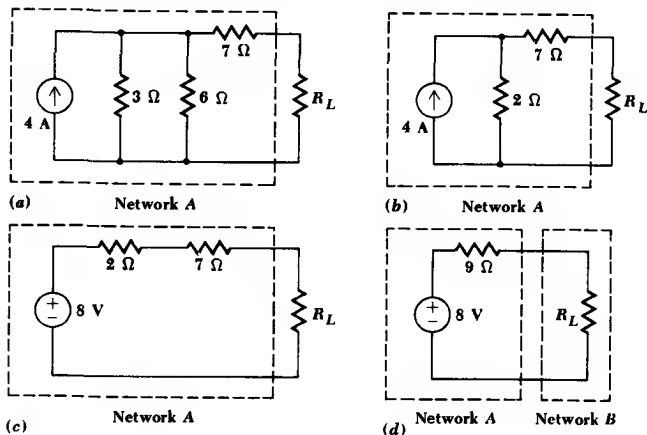 7 Ω
3 Ω
6 Ω
R_L
4 A
(a)
Network A
7 Ω
2 Ω
R_L
4 A
(b)
Network A
2 Ω
7 Ω
+
−
8 V
R_L
(c)
Network A
9 Ω
+
−
8 V
R_L
(d)
Network A
Network B